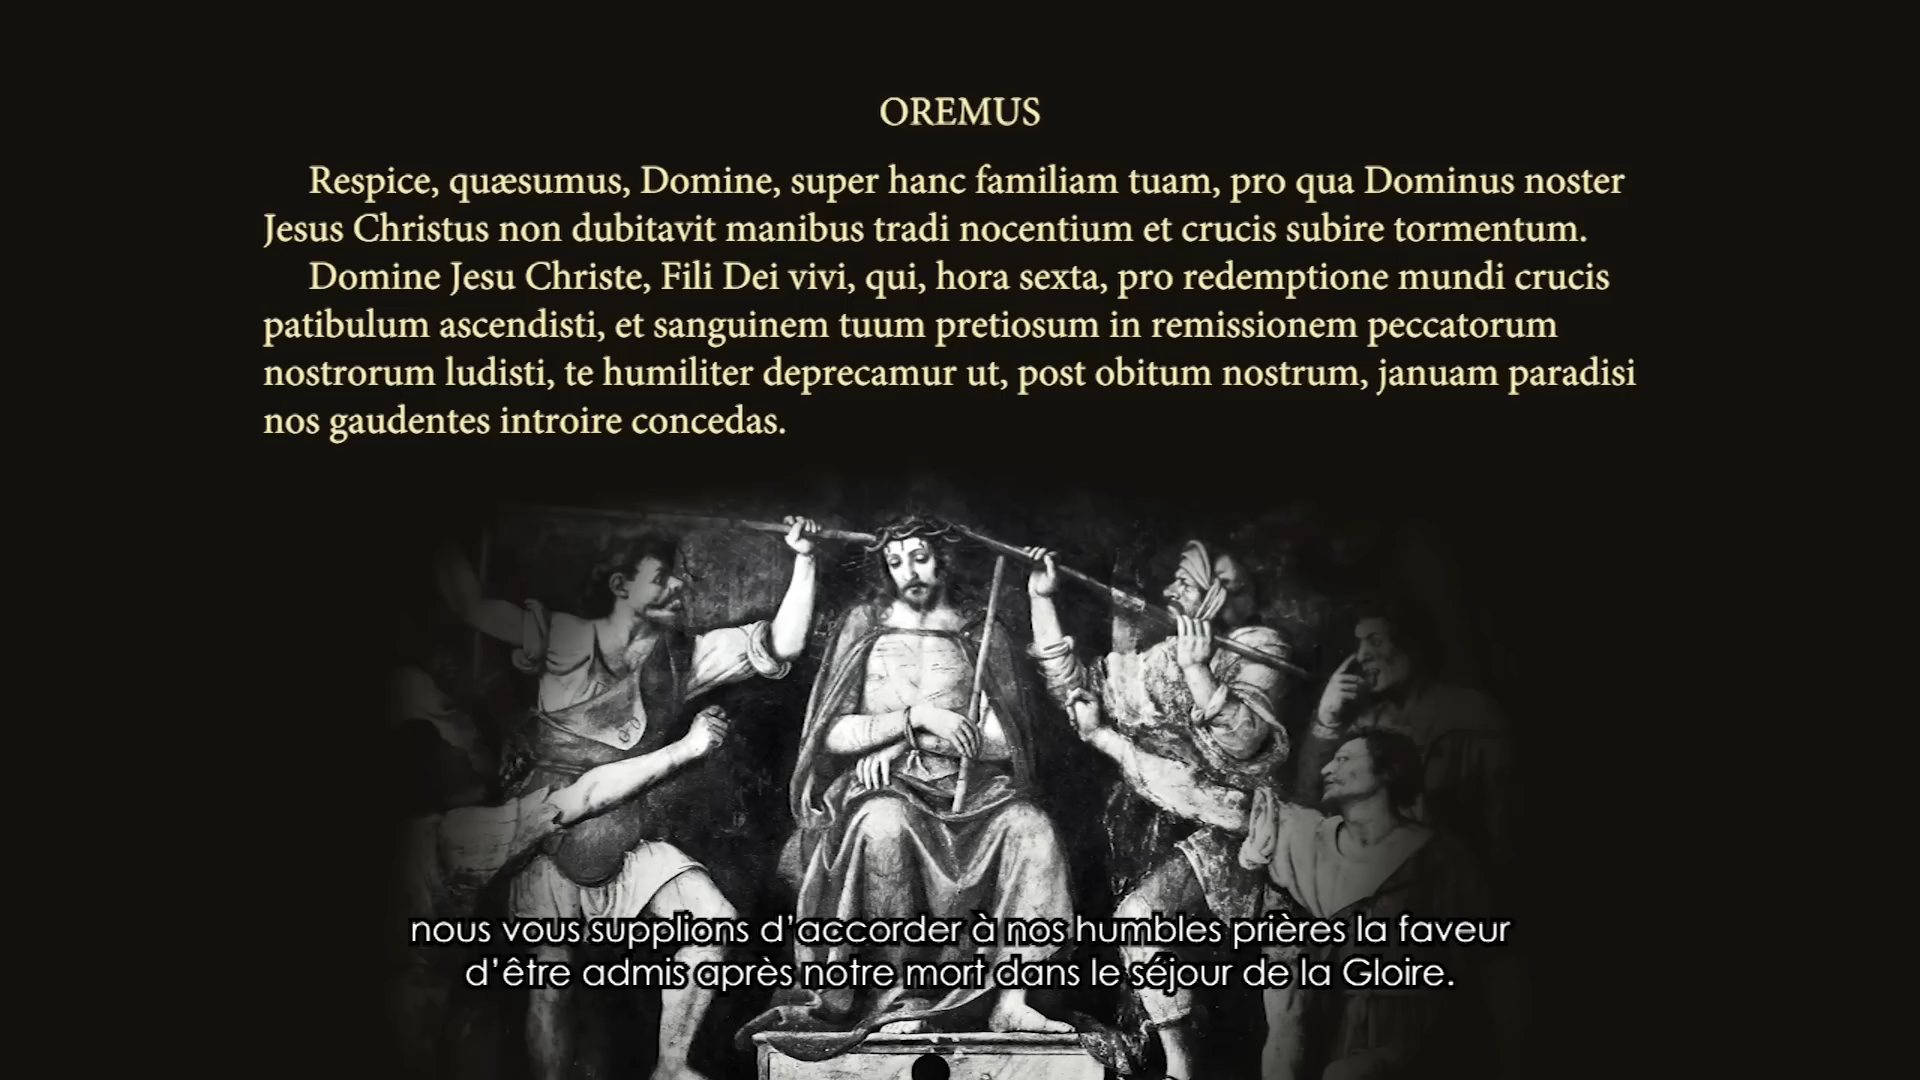 OREMUS
Respice, quæsumus, Domine, super hanc familiam tuam, pro qua Dominus noster
Jesus Christus non dubitavit manibus tradi nocentium et crucis subire tormentum.
Domine Jesu Christe, Fili Dei vivi, qui, hora sexta, pro redemptione mundi crucis
patibulum ascendisti, et sanguinem tuum pretiosum in remissionem peccatorum
nostrorum ludisti, te humiliter deprecamur ut, post obitum nostrum, januam paradisi
nos gaudentes introire concedas.
nous vous supplions d’accorder à nos humbles prières la faveur
d’être admis après notre mort dans le séjour de la Gloire.